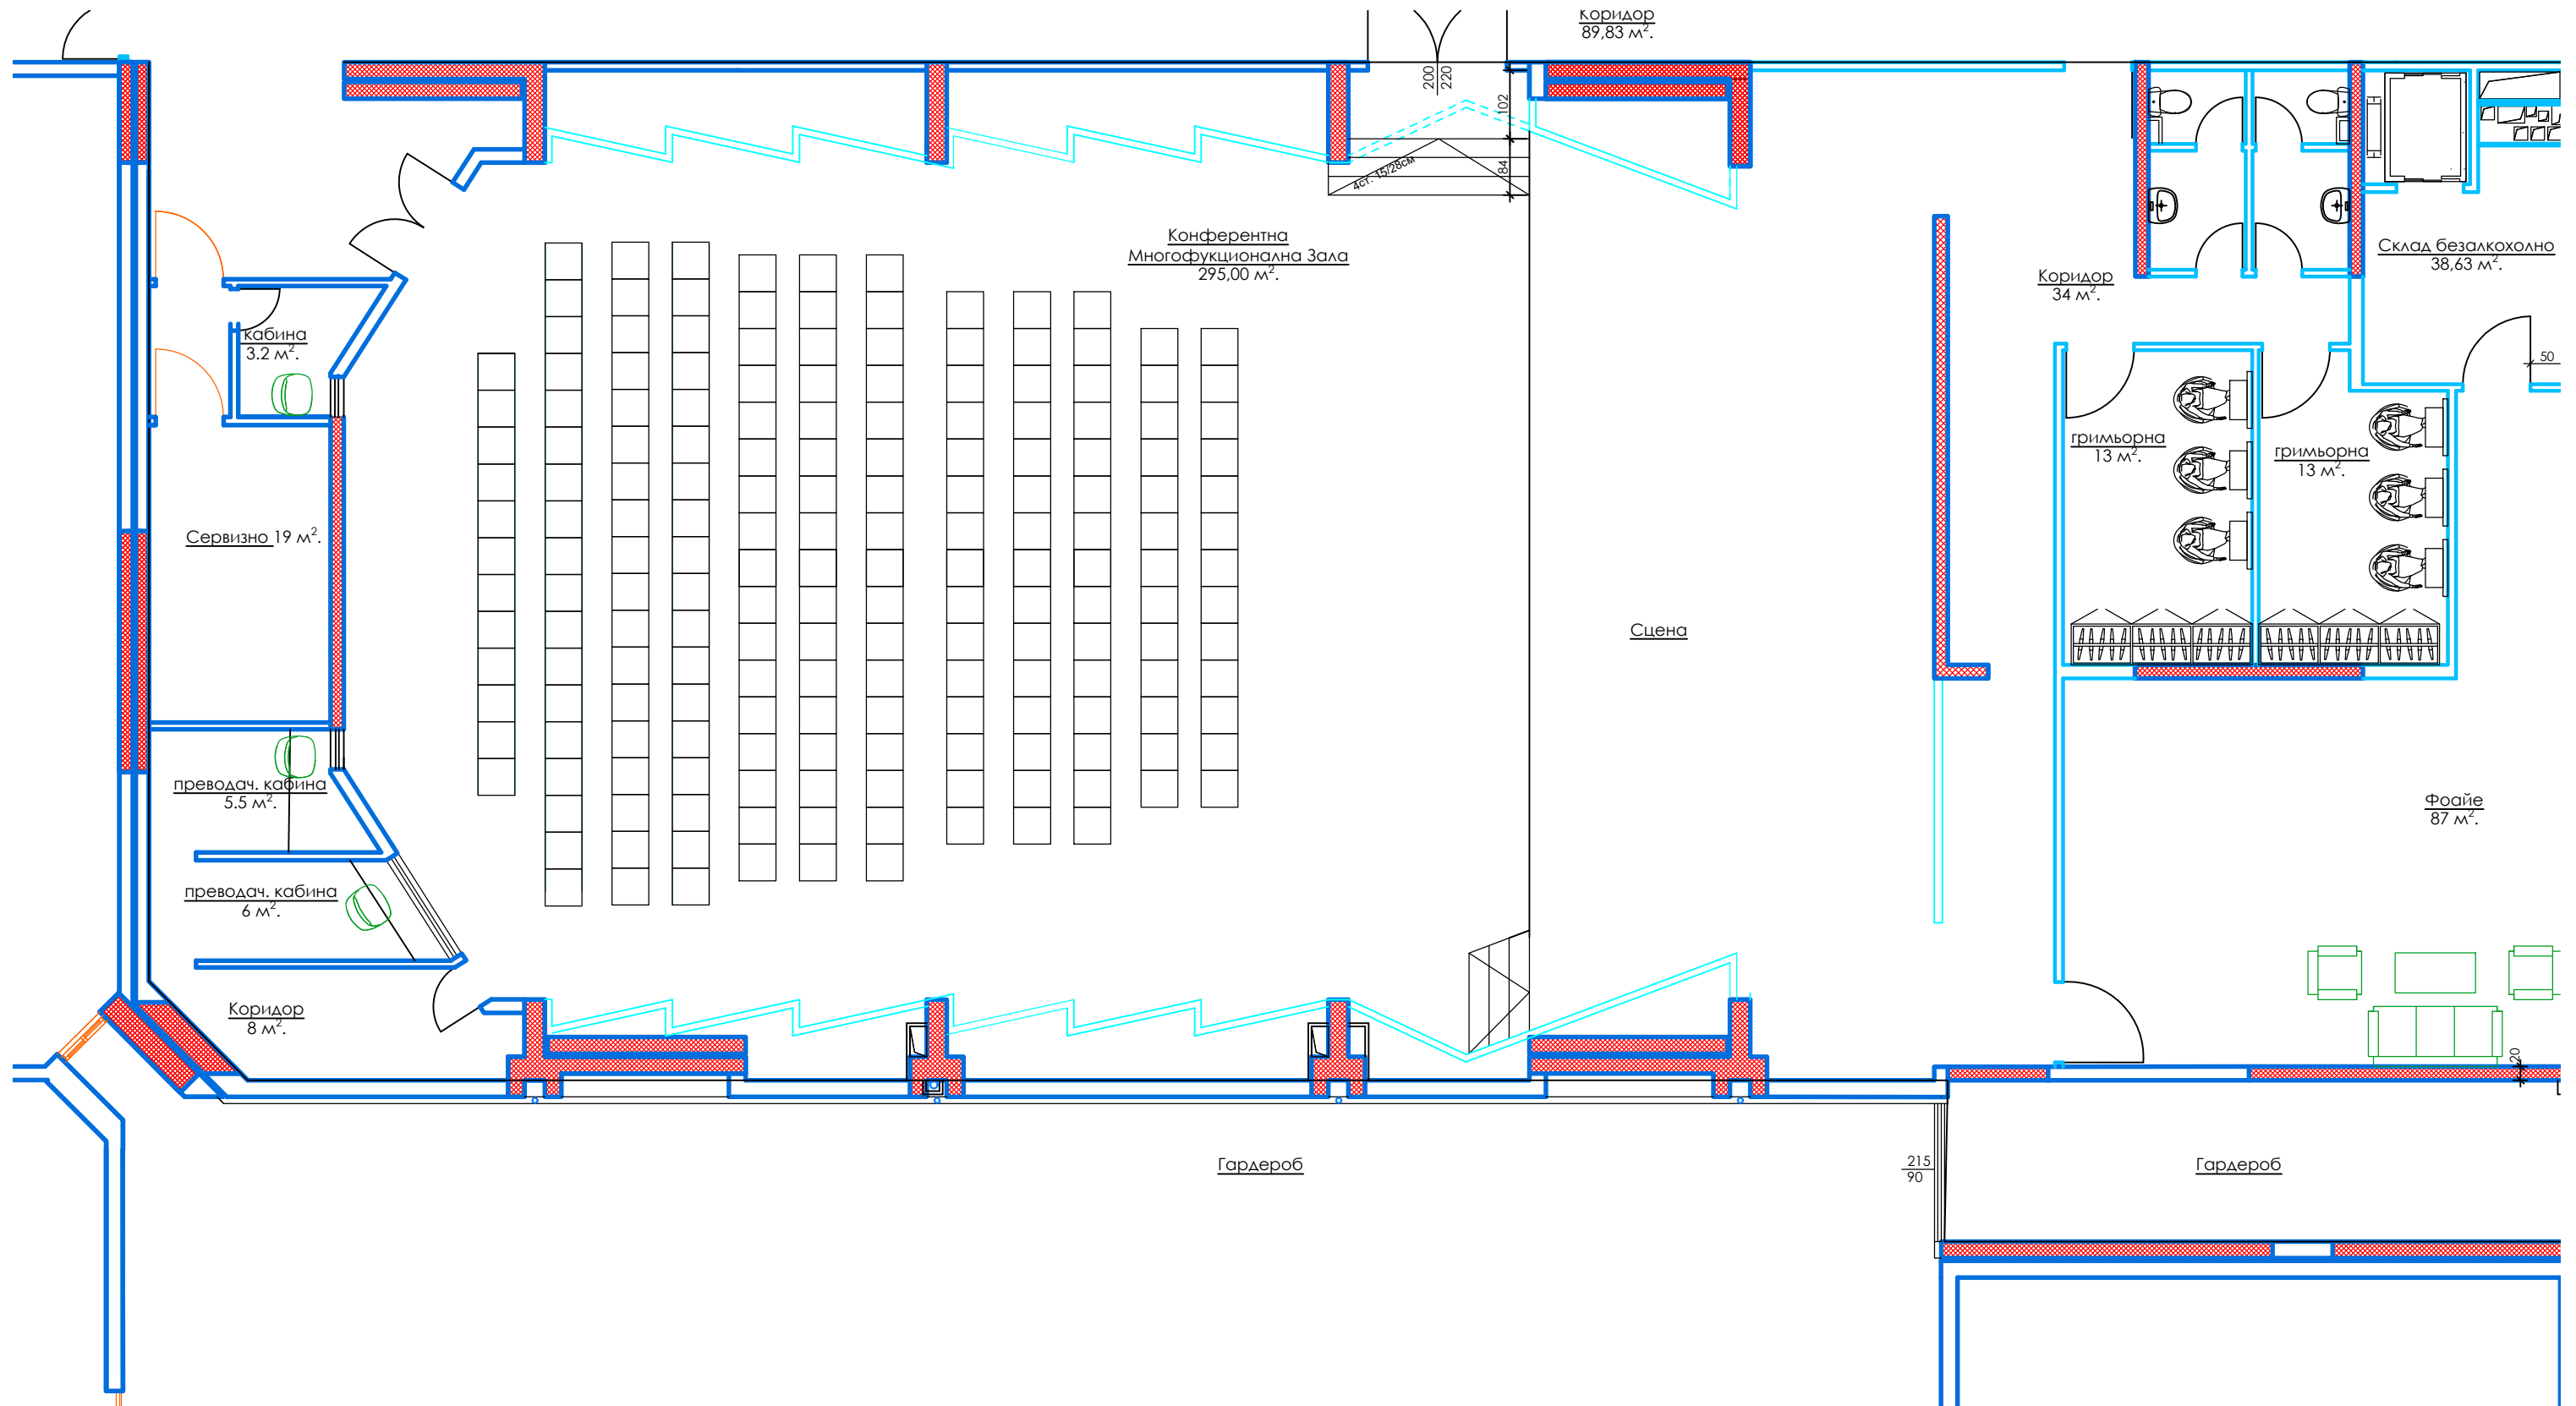 Коридор
89,83 м².
200
220
102
84
4ст. 15/28см
Конферентна
Многофукционална Зала
295,00 м².
Склад безалкохолно
38,63 м².
Коридор
34 м².
кабина
3.2 м².
50
гримьорна
13 м².
гримьорна
13 м².
Сервизно 19 м².
Сцена
преводач. кабина
5.5 м².
Фоайе
87 м².
преводач. кабина
6 м².
Коридор
8 м².
20
Гардероб
215
90
Гардероб